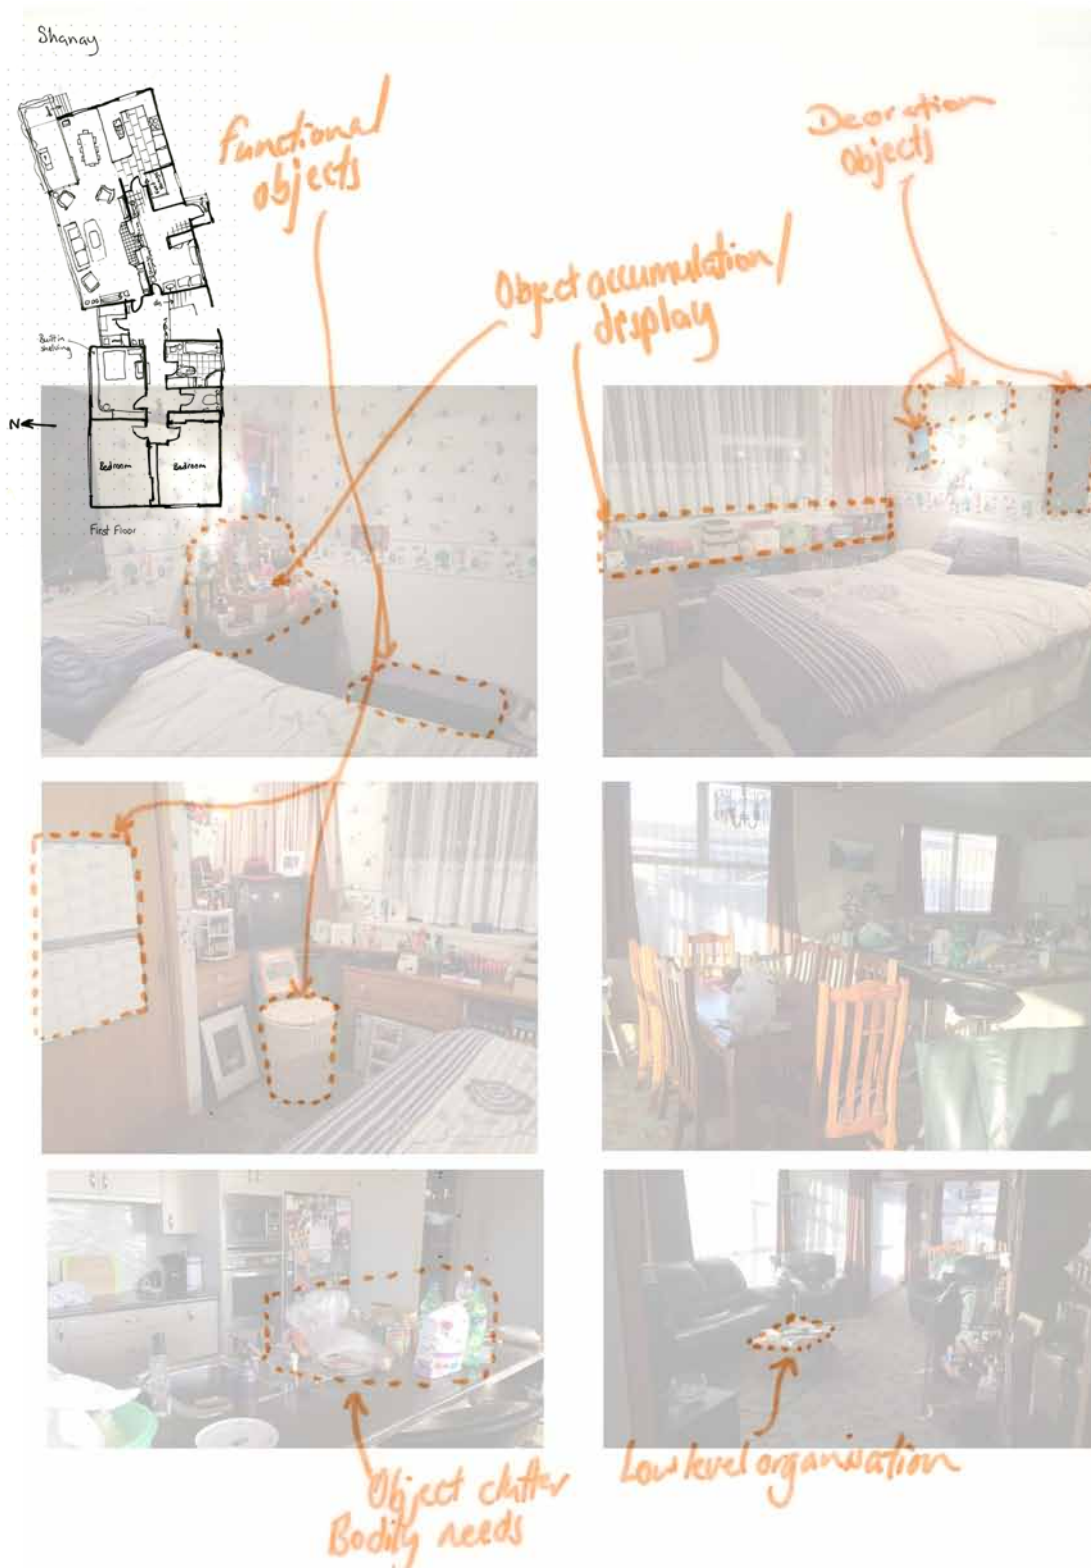 Shanay
functional
objects
Decoration
Objects
Object accumulation/
display
Built in
shelving
dn
N
Bedroom
Bedroom
First Floor
Object clutter
Bodily needs
Low level organisation